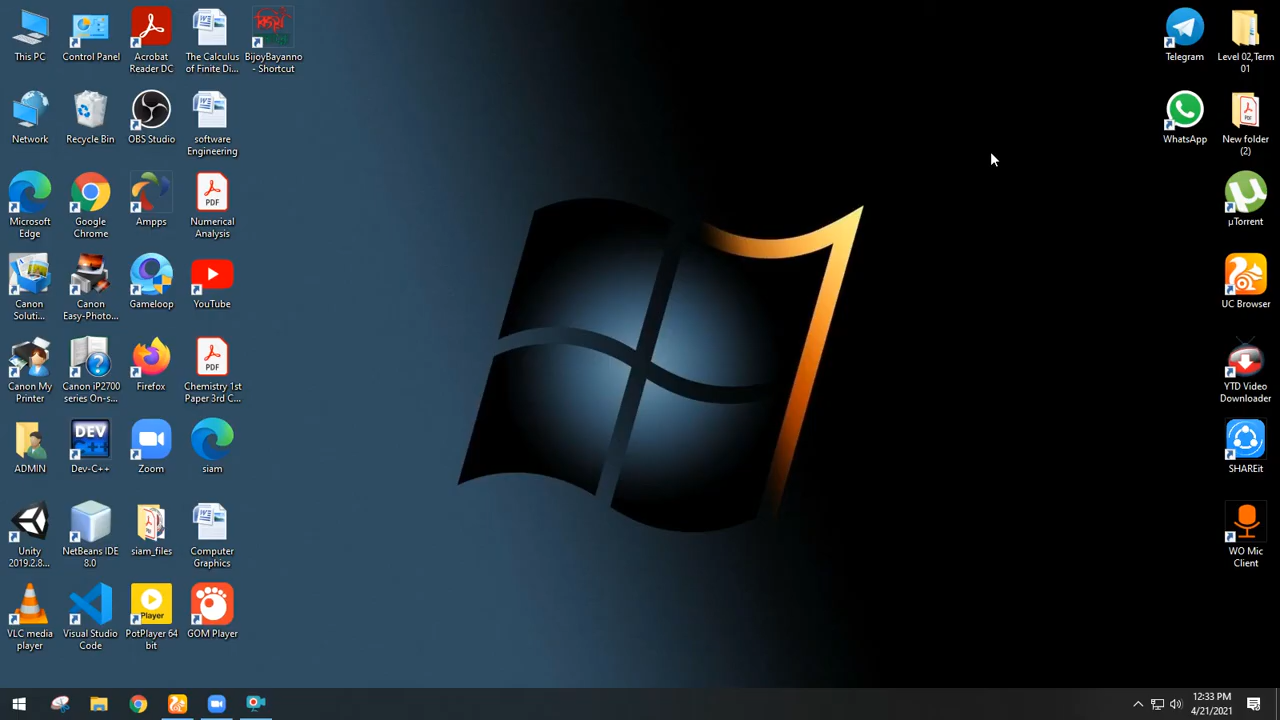 This PC
Control Panel
Acrobat
Reader DC
The Calculus
of Finite Di...
BijoyBayanno
- Shortcut
Telegram
Level 02,Term
01
Network
Recycle Bin
OBS Studio
software
Engineering
WhatsApp
New folder
(2)
Microsoft
Edge
Google
Chrome
Ampps
PDF
Numerical
Analysis
µTorrent
Canon
Soluti...
Canon
Easy-Photo...
Gameloop
YouTube
UC Browser
Canon My
Printer
Canon iP2700
series On-s...
Firefox
PDF
Chemistry 1st
Paper 3rd C...
YTD Video
Downloader
ADMIN
DEV
Dev-C++
Zoom
siam
SHAREit
Unity
2019.2.8...
NetBeans IDE
8.0
siam_files
Computer
Graphics
WO Mic
Client
VLC media
player
Visual Studio
Code
Player
PotPlayer 64
bit
GOM Player
12:33 PM
4/21/2021